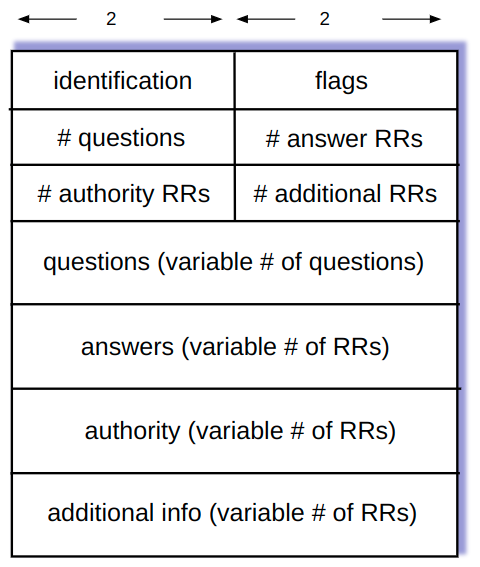 2 2
identification flags
# questions # answer RRs
# authority RRs # additional RRs
questions (variable # of questions)
answers (variable # of RRs)
authority (variable # of RRs)
additional info (variable # of RRs)